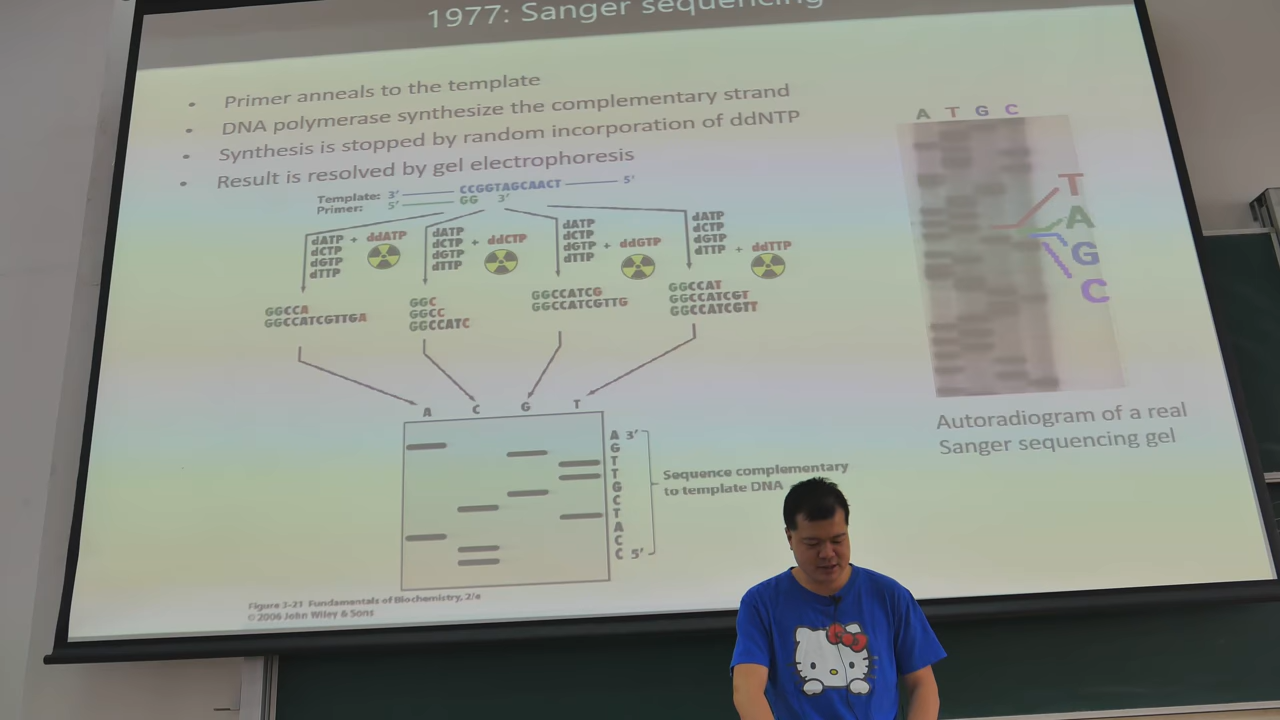 1977: Sanger sequencing
• Primer anneals to the template
• DNA polymerase synthesize the complementary strand
• Synthesis is stopped by random incorporation of ddNTP
• Result is resolved by gel electrophoresis
Template: 3′ CCGGTAGCAACT 5′
Primer: 5′ GG 3′
dATP + ddATP
dCTP
dGTP
dTTP
dATP
dCTP + ddCTP
dGTP
dTTP
dATP
dCTP
dGTP + ddGTP
dTTP
dATP
dCTP
dGTP
dTTP + ddTTP
GGCCA
GGCCATCGTTGA
GGC
GGCC
GGCCATC
GGCCATCG
GGCCATCGTTG
GGCCAT
GGCCATCGT
GGCCATCGTT
A C G T
A 3′
G
T
T
G
C
T
A
C
C 5′
Sequence complementary
to template DNA
Figure 3-21 Fundamentals of Biochemistry, 2/e
© 2006 John Wiley & Sons
A T G C
T
A
G
C
Autoradiogram of a real
Sanger sequencing gel